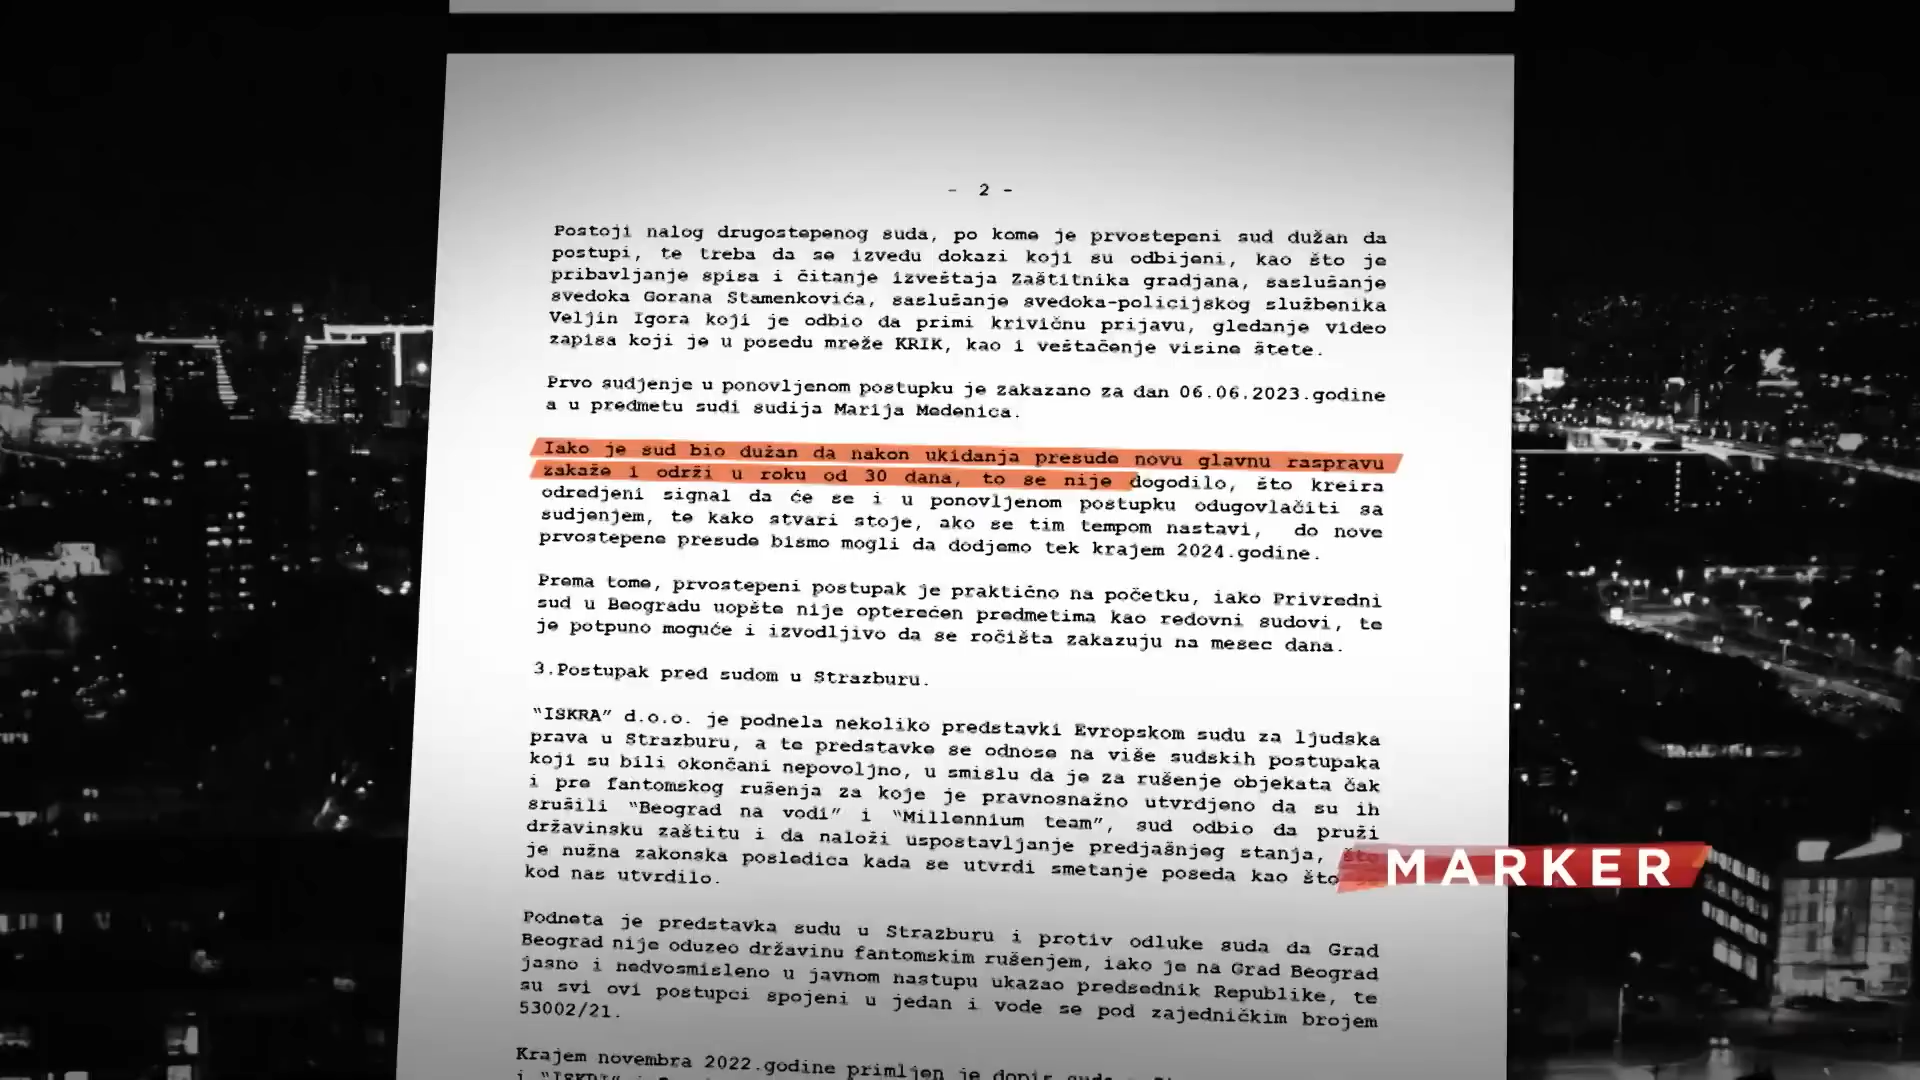 - 2 -
Postoji nalog drugostepenog suda, po kome je prvostepeni sud dužan da
postupi, te treba da se izvedu dokazi koji su odbijeni, kao što je
pribavljanje spisa i čitanje izveštaja Zaštitnika gradjana, saslušanje
svedoka Gorana Stamenkovića, saslušanje svedoka-policijskog službenika
Veljin Igora koji je odbio da primi krivičnu prijavu, gledanje video
zapisa koji je u posedu mreže KRIK, kao i veštačenje visine štete.
Prvo sudjenje u ponovljenom postupku je zakazano za dan 06.06.2023.godine
a u predmetu sudi sudija Marija Medenica.
Iako je sud bio dužan da nakon ukidanja presude novu glavnu raspravu
zakaže i održi u roku od 30 dana, to se nije dogodilo, što kreira
odredjeni signal da će se i u ponovljenom postupku odugovlačiti sa
sudjenjem, te kako stvari stoje, ako se tim tempom nastavi, do nove
prvostepene presude bismo mogli da dodjemo tek krajem 2024.godine.
Prema tome, prvostepeni postupak je praktično na početku, iako Privredni
sud u Beogradu uopšte nije opterećen predmetima kao redovni sudovi, te
je potpuno moguće i izvodljivo da se ročišta zakazuju na mesec dana.
3.Postupak pred sudom u Strazburu.
"ISKRA" d.o.o. je podnela nekoliko predstavki Evropskom sudu za ljudska
prava u Strazburu, a te predstavke se odnose na više sudskih postupaka
koji su bili okončani nepovoljno, u smislu da je za rušenje objekata čak
i pre fantomskog rušenja za koje je pravnosnažno utvrdjeno da su ih
srušili "Beograd na vodi" i "Millennium team", sud odbio da pruži
državinsku zaštitu i da naloži uspostavljanje predjašnjeg stanja, što
je nužna zakonska posledica kada se utvrdi smetanje poseda kao što
kod nas utvrdilo.
MARKER
Podneta je predstavka sudu u Strazburu i protiv odluke suda da Grad
Beograd nije oduzeo državinu fantomskim rušenjem, iako je na Grad Beograd
jasno i nedvosmisleno u javnom nastupu ukazao predsednik Republike, te
su svi ovi postupci spojeni u jedan i vode se pod zajedničkim brojem
53002/21.
Krajem novembra 2022.godine primljen je dopis suda
i "ISKRI" i